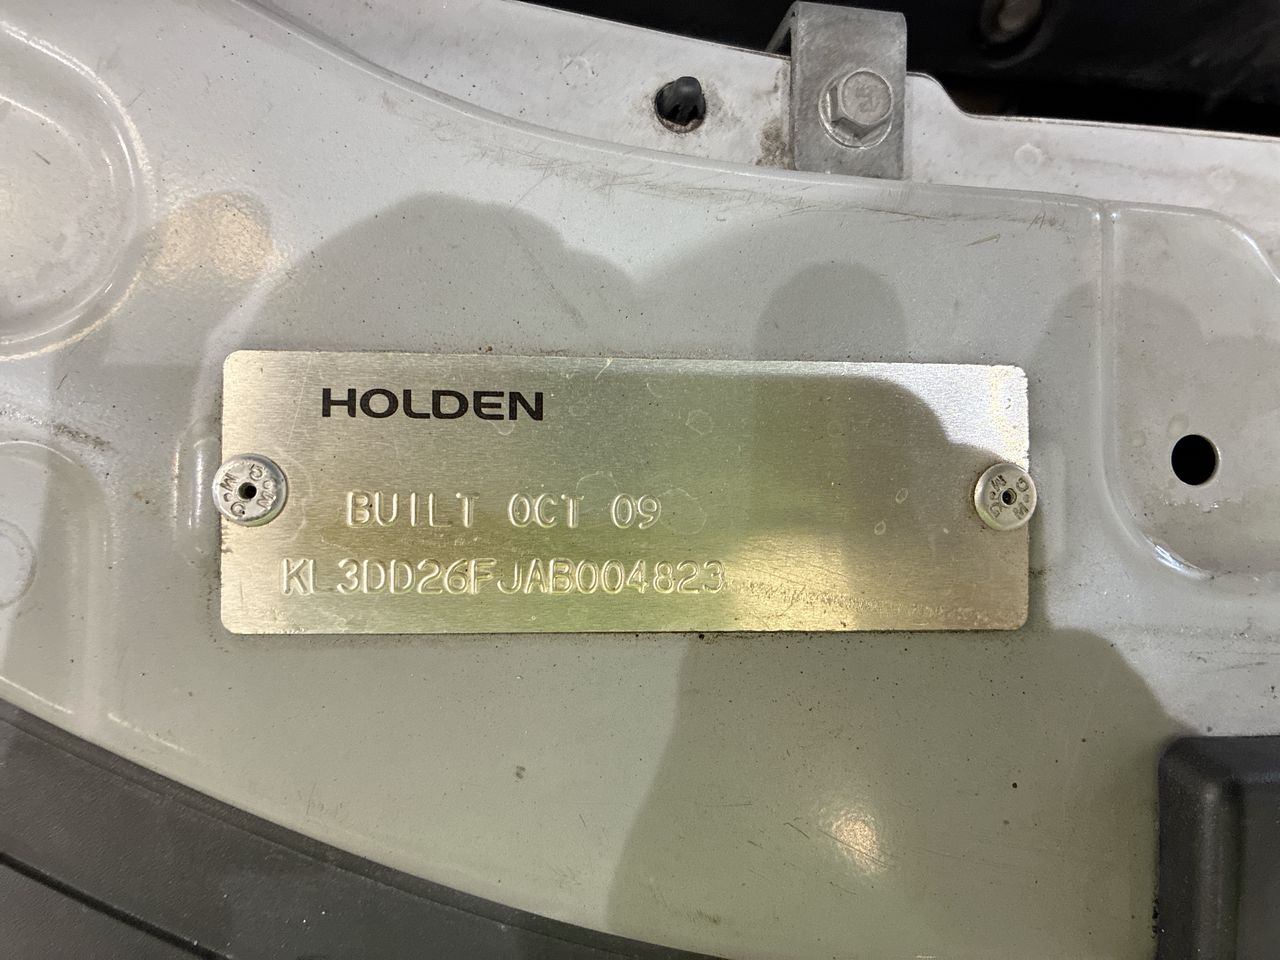 HOLDEN
BUILT OCT 09
KL3DD26FJAB004823